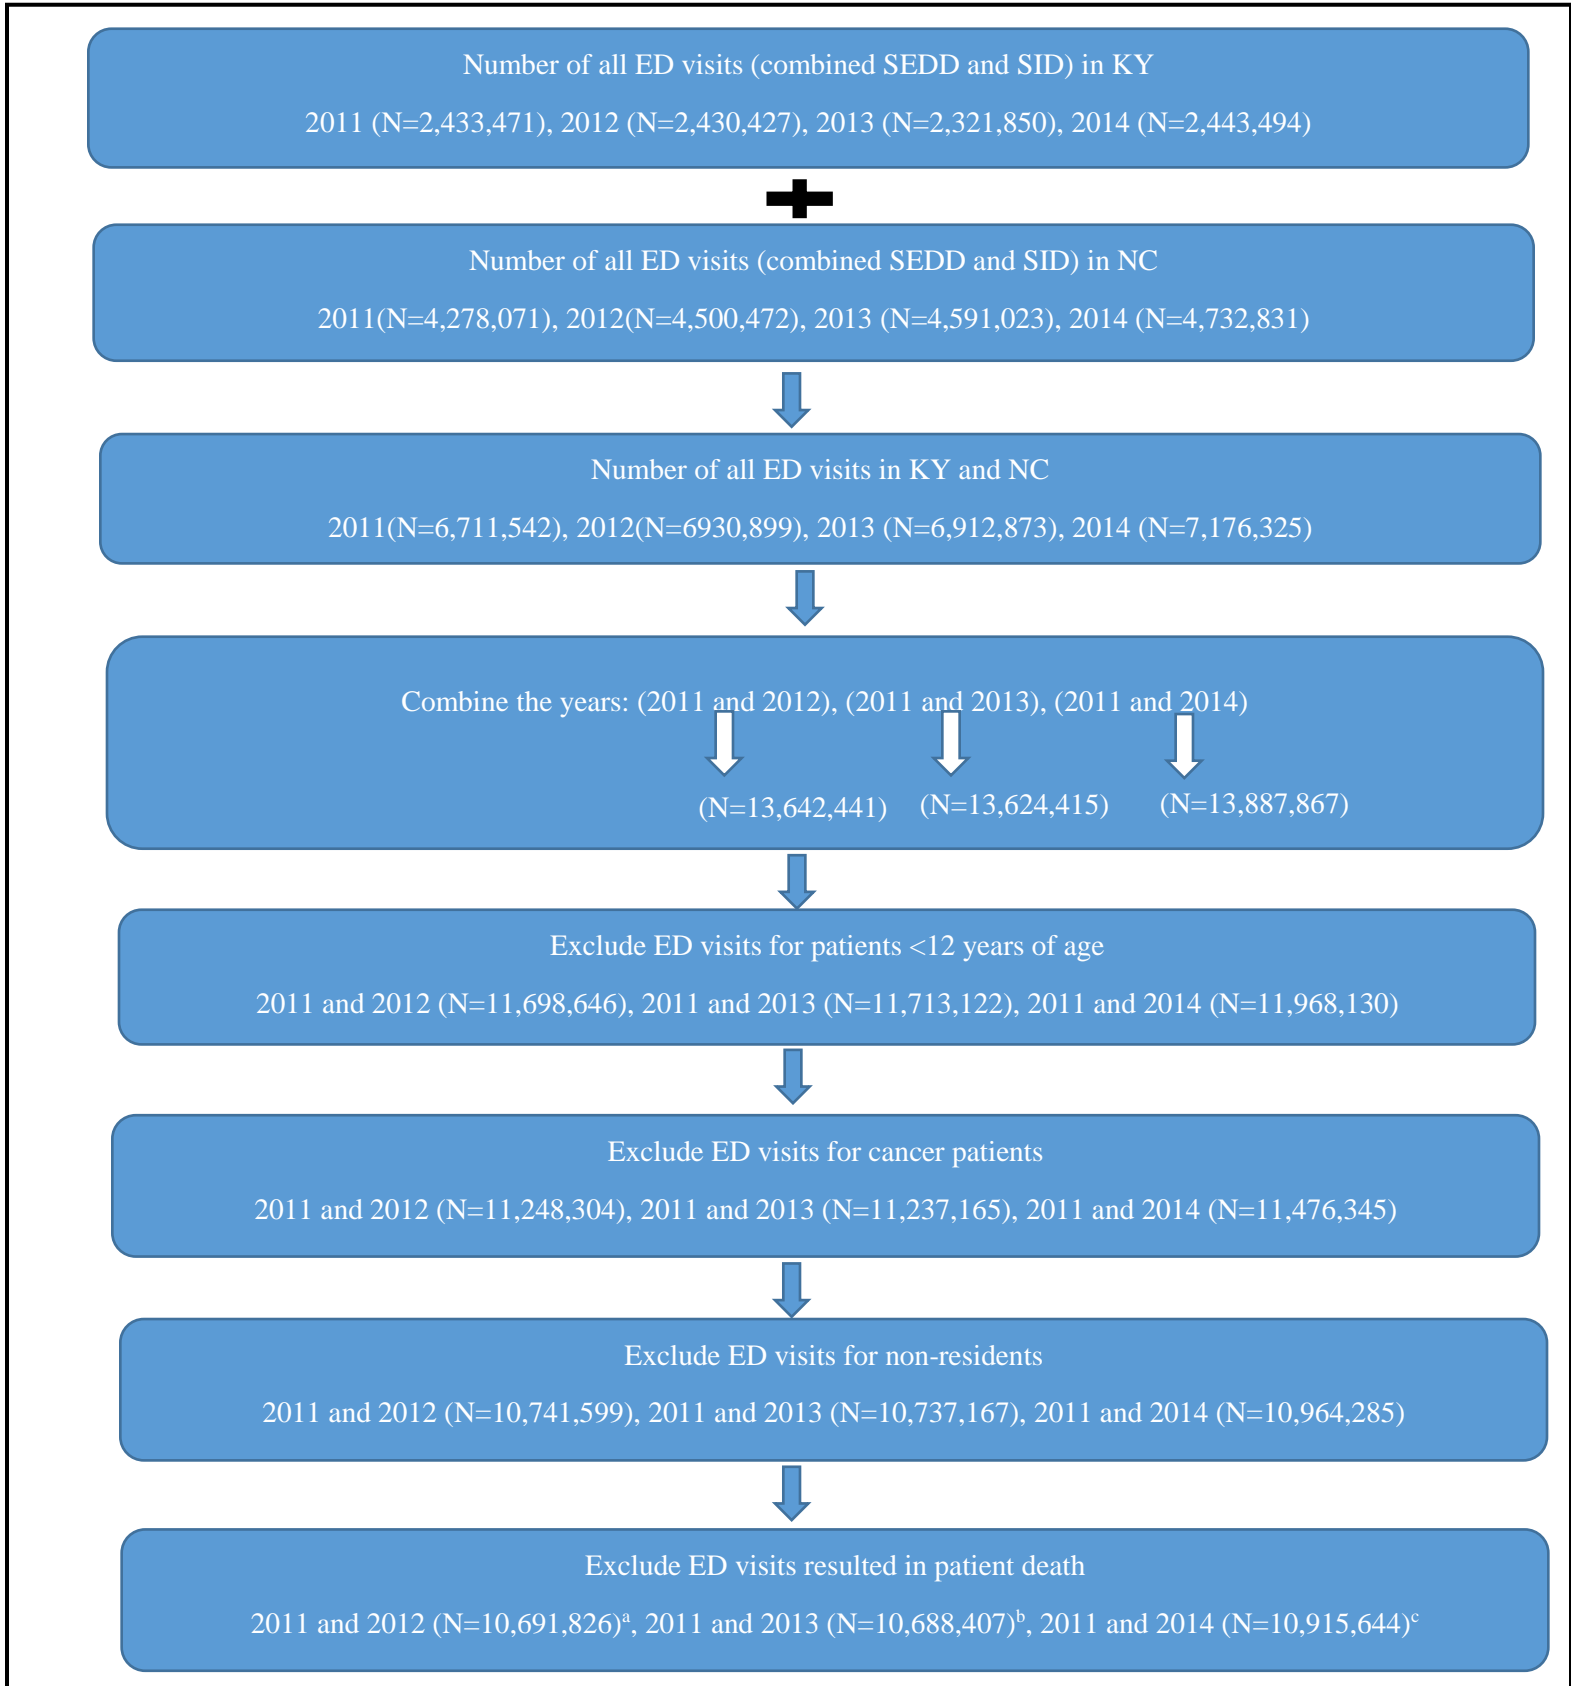 Number of all ED visits (combined SEDD and SID) in KY
2011 (N=2,433,471), 2012 (N=2,430,427), 2013 (N=2,321,850), 2014 (N=2,443,494)
Number of all ED visits (combined SEDD and SID) in NC
2011(N=4,278,071), 2012(N=4,500,472), 2013 (N=4,591,023), 2014 (N=4,732,831)
Number of all ED visits in KY and NC
2011(N=6,711,542), 2012(N=6930,899), 2013 (N=6,912,873), 2014 (N=7,176,325)
Combine the years: (2011 and 2012), (2011 and 2013), (2011 and 2014)
(N=13,642,441) (N=13,624,415) (N=13,887,867)
Exclude ED visits for patients <12 years of age
2011 and 2012 (N=11,698,646), 2011 and 2013 (N=11,713,122), 2011 and 2014 (N=11,968,130)
Exclude ED visits for cancer patients
2011 and 2012 (N=11,248,304), 2011 and 2013 (N=11,237,165), 2011 and 2014 (N=11,476,345)
Exclude ED visits for non-residents
2011 and 2012 (N=10,741,599), 2011 and 2013 (N=10,737,167), 2011 and 2014 (N=10,964,285)
Exclude ED visits resulted in patient death
2011 and 2012 (N=10,691,826)ᵃ, 2011 and 2013 (N=10,688,407)ᵇ, 2011 and 2014 (N=10,915,644)ᶜ